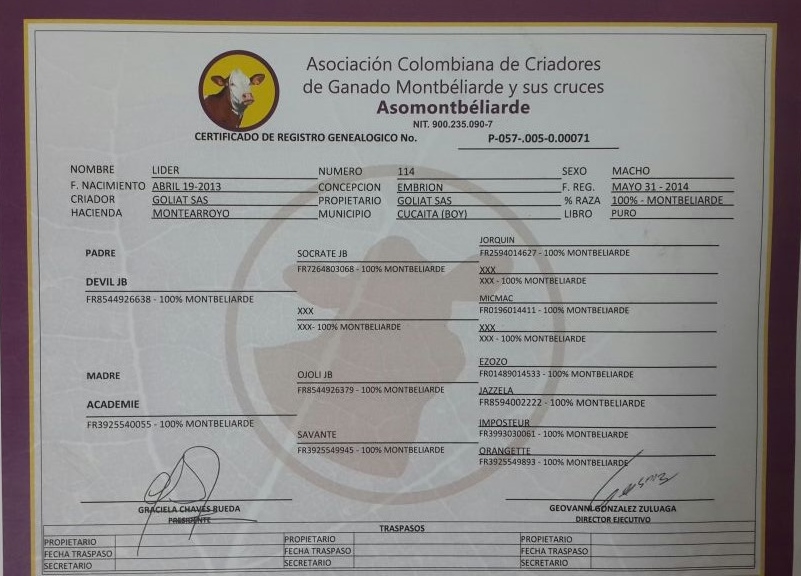 Asociación Colombiana de Criadores
de Ganado Montbéliarde y sus cruces
Asomontbéliarde
NIT. 900.235.090-7
CERTIFICADO DE REGISTRO GENEALOGICO No. P-057-.005-0.00071
NOMBRE LIDER NUMERO 114 SEXO MACHO
F. NACIMIENTO ABRIL 19-2013 CONCEPCION EMBRION F. REG. MAYO 31 - 2014
CRIADOR GOLIAT SAS PROPIETARIO GOLIAT SAS % RAZA 100% - MONTBELIARDE
HACIENDA MONTEARROYO MUNICIPIO CUCAITA (BOY) LIBRO PURO
JORQUIN
PADRE SOCRATE JB FR2594014627 - 100% MONTBELIARDE
FR7264803068 - 100% MONTBELIARDE XXX
DEVIL JB XXX - 100% MONTBELIARDE
FR8544926638 - 100% MONTBELIARDE MICMAC
XXX FR0196014411 - 100% MONTBELIARDE
XXX- 100% MONTBELIARDE XXX
XXX - 100% MONTBELIARDE
EZOZO
MADRE OJOLI JB FR01489014533 - 100% MONTBELIARDE
FR8544926379 - 100% MONTBELIARDE JAZZELA
ACADEMIE FR8594002222 - 100% MONTBELIARDE
FR3925540055 - 100% MONTBELIARDE IMPOSTEUR
SAVANTE FR3993030061 - 100% MONTBELIARDE
FR3925549945 - 100% MONTBELIARDE ORANGETTE
FR3925549893 - 100% MONTBELIARDE
GRACIELA CHAVES RUEDA GEOVANNI GONZALEZ ZULUAGA
PRESIDENTE DIRECTOR EJECUTIVO
TRASPASOS
PROPIETARIO PROPIETARIO PROPIETARIO
FECHA TRASPASO FECHA TRASPASO FECHA TRASPASO
SECRETARIO SECRETARIO SECRETARIO